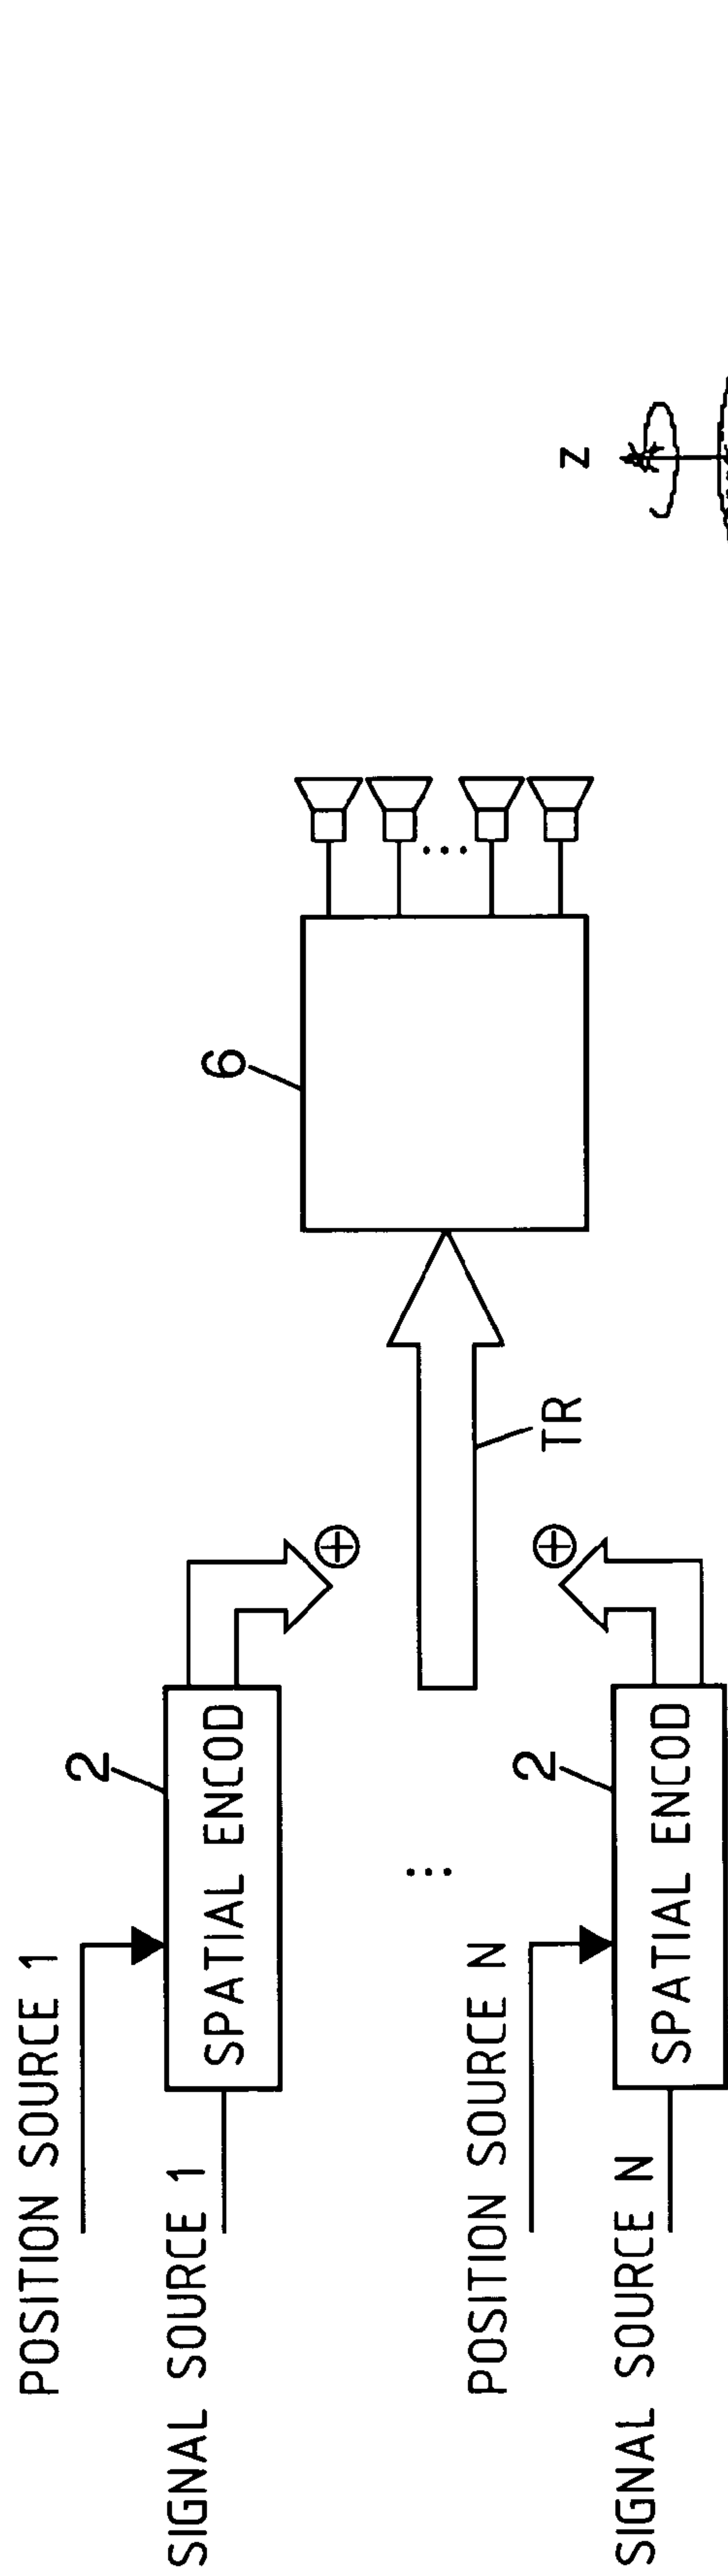 POSITION SOURCE 1
SIGNAL SOURCE 1
2
SPATIAL ENCOD
...
POSITION SOURCE N
SIGNAL SOURCE N
2
SPATIAL ENCOD
TR
6
...
Z